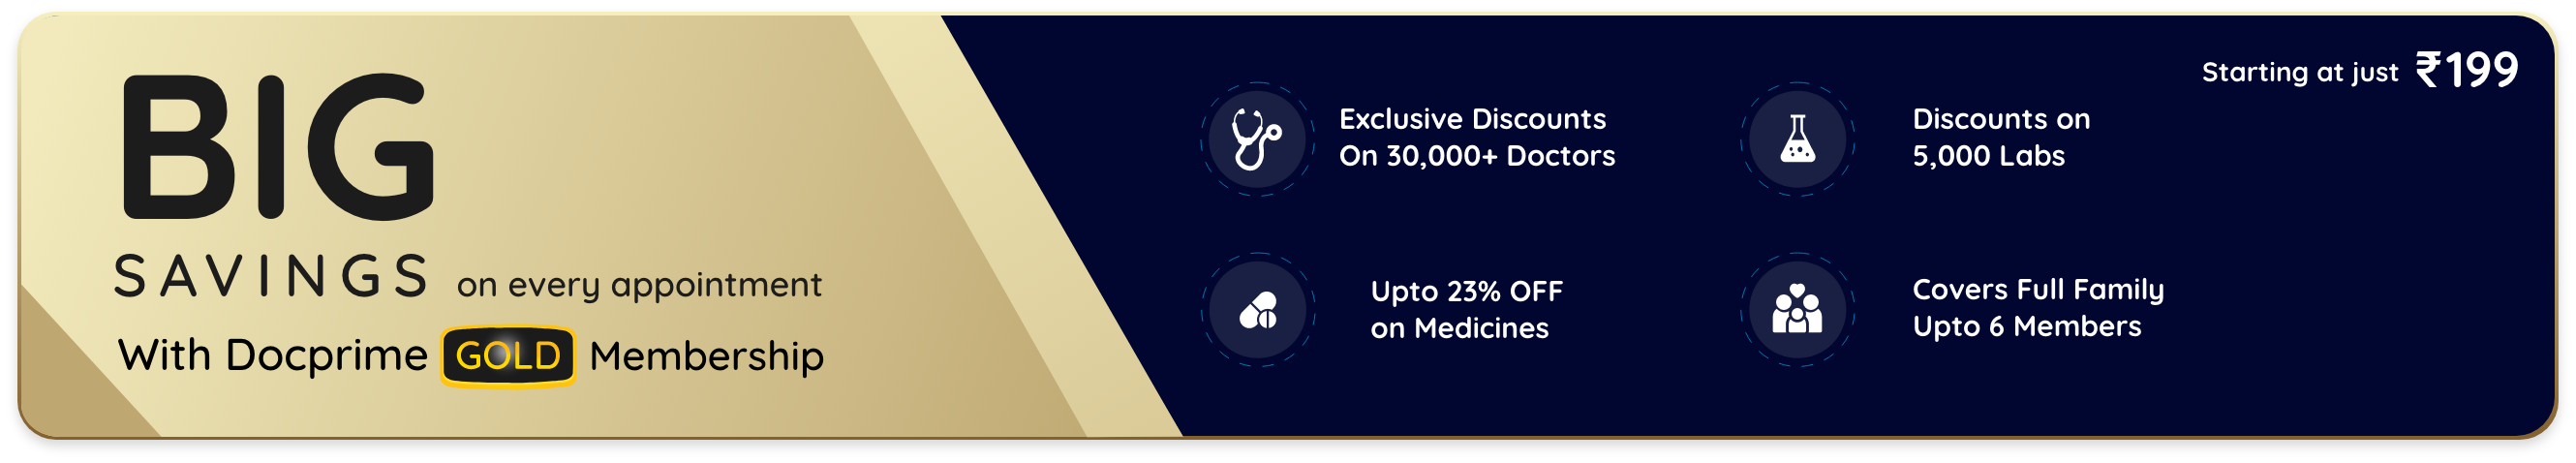 BIG
SAVINGS on every appointment
With Docprime GOLD Membership
Starting at just ₹199
Exclusive Discounts
On 30,000+ Doctors
Discounts on
5,000 Labs
Upto 23% OFF
on Medicines
Covers Full Family
Upto 6 Members